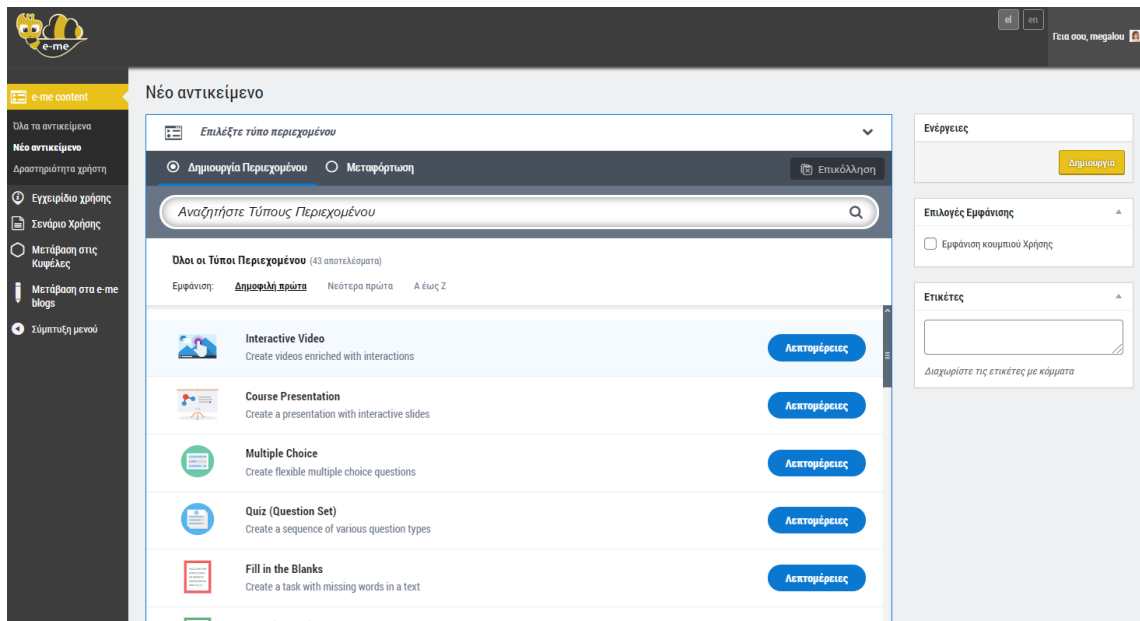 e-me
el en
Γεια σου, megalou
e-me content
Όλα τα αντικείμενα
Νέο αντικείμενο
Δραστηριότητα χρήστη
Εγχειρίδιο χρήσης
Σενάριο Χρήσης
Μετάβαση στις
Κυψέλες
Μετάβαση στα e-me
blogs
Σύμπτυξη μενού
Νέο αντικείμενο
Επιλέξτε τύπο περιεχομένου
Δημιουργία Περιεχομένου Μεταφόρτωση Επικόλληση
Αναζητήστε Τύπους Περιεχομένου
Όλοι οι Τύποι Περιεχομένου (43 αποτελέσματα)
Εμφάνιση: Δημοφιλή πρώτα Νεότερα πρώτα Α έως Ζ
Interactive Video
Create videos enriched with interactions
Λεπτομέρειες
Course Presentation
Create a presentation with interactive slides
Λεπτομέρειες
Multiple Choice
Create flexible multiple choice questions
Λεπτομέρειες
Quiz (Question Set)
Create a sequence of various question types
Λεπτομέρειες
Fill in the Blanks
Create a task with missing words in a text
Λεπτομέρειες
Ενέργειες
Δημιουργία
Επιλογές Εμφάνισης
Εμφάνιση κουμπιού Χρήσης
Ετικέτες
Διαχωρίστε τις ετικέτες με κόμματα